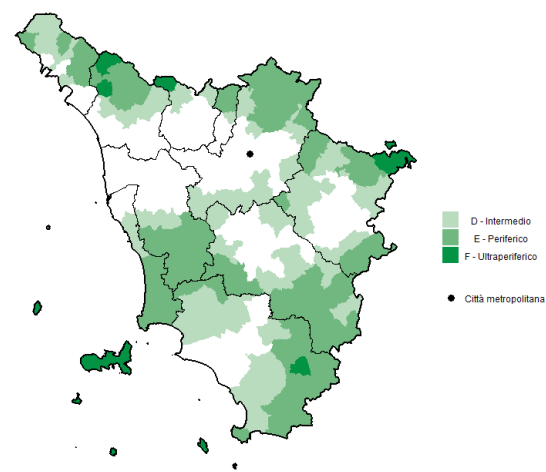 D - Intermedio
E - Periferico
F - Ultraperiferico
Città metropolitana